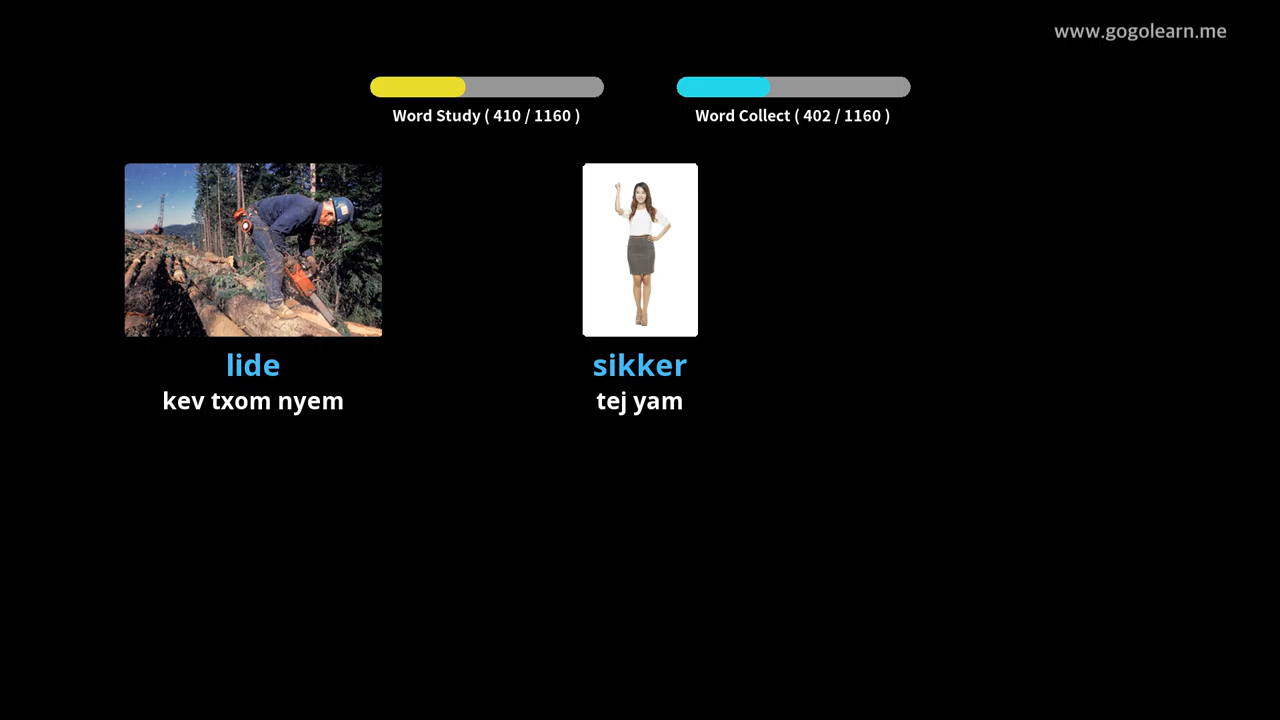 www.gogolearn.me
Word Study ( 410 / 1160 )
Word Collect ( 402 / 1160 )
lide
kev txom nyem
sikker
tej yam